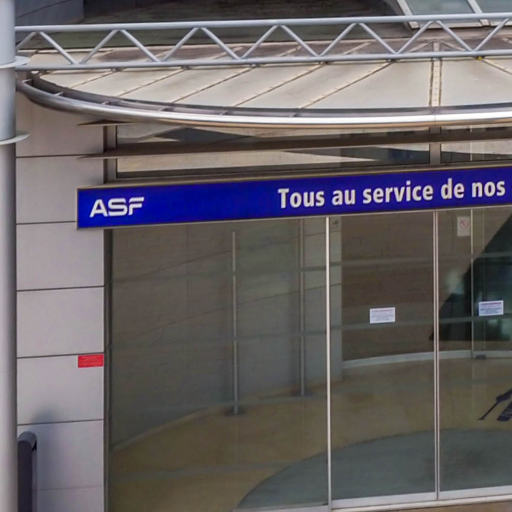 ASF Tous au service de nos